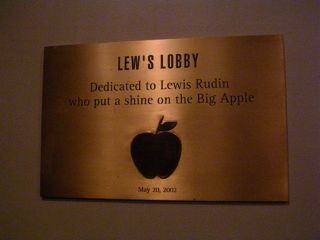 LEW'S LOBBY
Dedicated to Lewis Rudin
who put a shine on the Big Apple
May 20, 2002